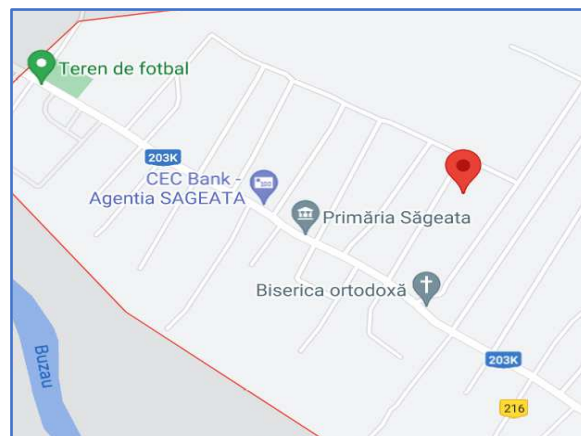 Teren de fotbal
203K
CEC Bank -
Agentia SAGEATA
Primăria Săgeata
Biserica ortodoxă
Buzau
203K
216